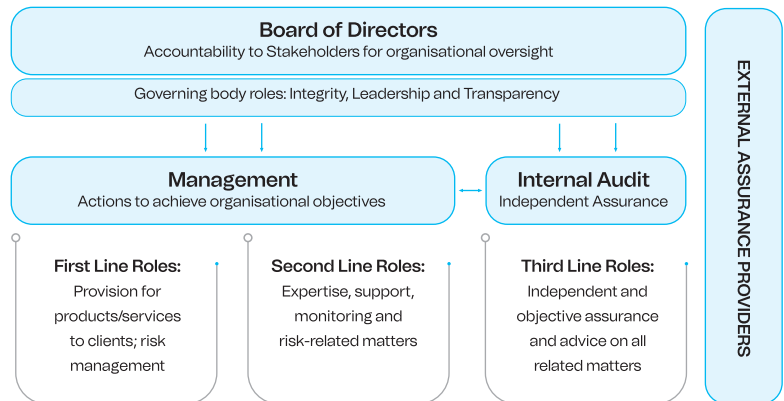 Board of Directors
Accountability to Stakeholders for organisational oversight
Governing body roles: Integrity, Leadership and Transparency
Management
Actions to achieve organisational objectives
Internal Audit
Independent Assurance
First Line Roles:
Provision for
products/services
to clients; risk
management
Second Line Roles:
Expertise, support,
monitoring and
risk-related matters
Third Line Roles:
Independent and
objective assurance
and advice on all
related matters
EXTERNAL ASSURANCE PROVIDERS